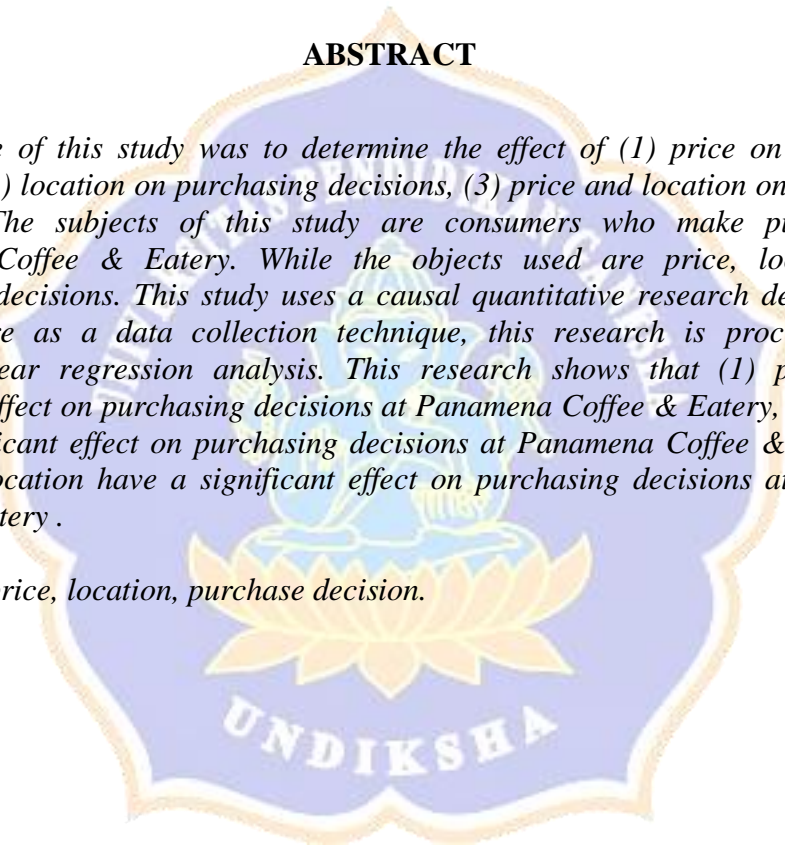 ABSTRACT
e of this study was to determine the effect of (1) price on
) location on purchasing decisions, (3) price and location on
The subjects of this study are consumers who make pu
Coffee & Eatery. While the objects used are price, lo
decisions. This study uses a causal quantitative research de
re as a data collection technique, this research is proc
ear regression analysis. This research shows that (1) p
ffect on purchasing decisions at Panamena Coffee & Eatery,
icant effect on purchasing decisions at Panamena Coffee &
ocation have a significant effect on purchasing decisions a
tery .
rice, location, purchase decision.
UNIVERSITAS PENDIDIKAN GANESHA
UNDIKSHA